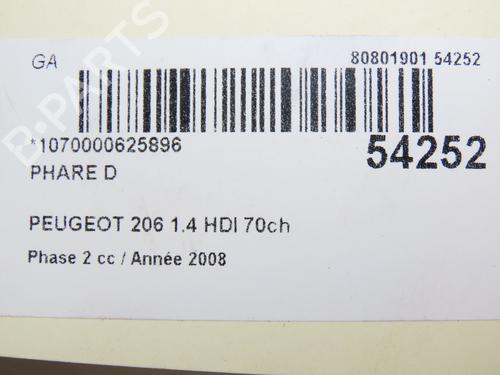 GA 80801901 54252
*1070000625896 54252
PHARE D
PEUGEOT 206 1.4 HDI 70ch
Phase 2 cc / Année 2008
B-PARTS